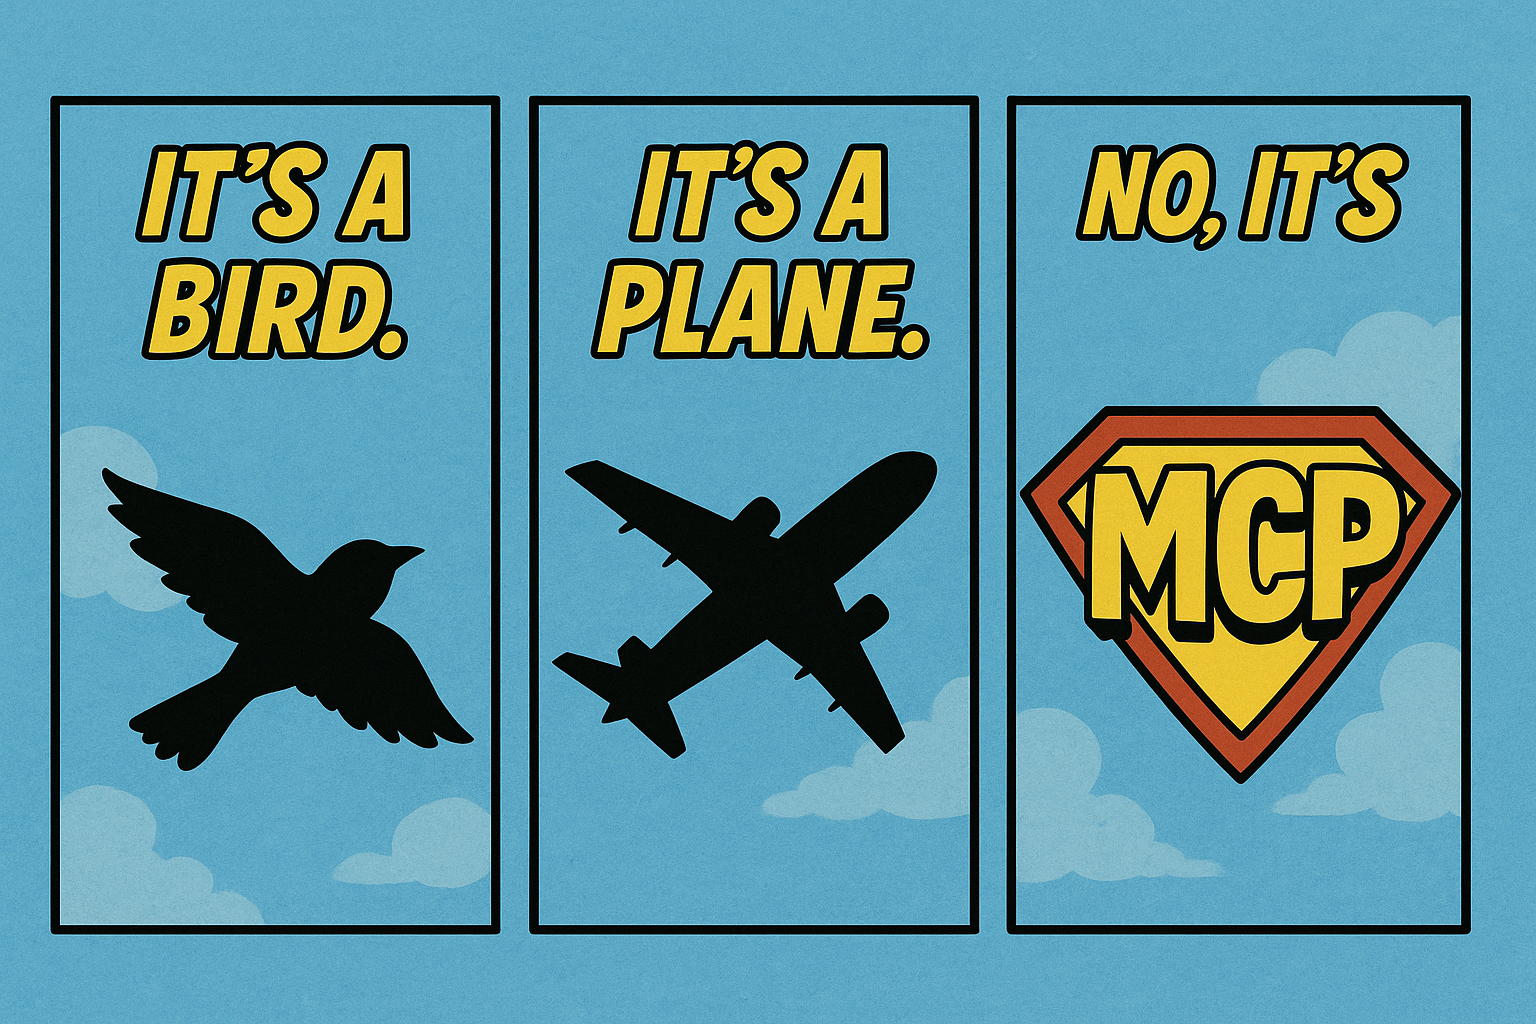 IT'S A
BIRD.
IT'S A
PLANE.
NO, IT'S
MCP